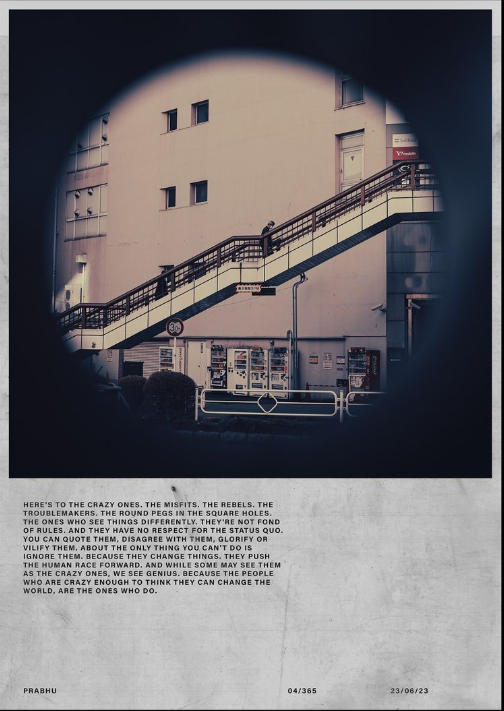 30
HERE'S TO THE CRAZY ONES. THE MISFITS. THE REBELS. THE
TROUBLEMAKERS. THE ROUND PEGS IN THE SQUARE HOLES.
THE ONES WHO SEE THINGS DIFFERENTLY. THEY'RE NOT FOND
OF RULES. AND THEY HAVE NO RESPECT FOR THE STATUS QUO.
YOU CAN QUOTE THEM, DISAGREE WITH THEM, GLORIFY OR
VILIFY THEM. ABOUT THE ONLY THING YOU CAN'T DO IS
IGNORE THEM. BECAUSE THEY CHANGE THINGS. THEY PUSH
THE HUMAN RACE FORWARD. AND WHILE SOME MAY SEE THEM
AS THE CRAZY ONES, WE SEE GENIUS. BECAUSE THE PEOPLE
WHO ARE CRAZY ENOUGH TO THINK THEY CAN CHANGE THE
WORLD, ARE THE ONES WHO DO.
PRABHU 04/365 23/06/23